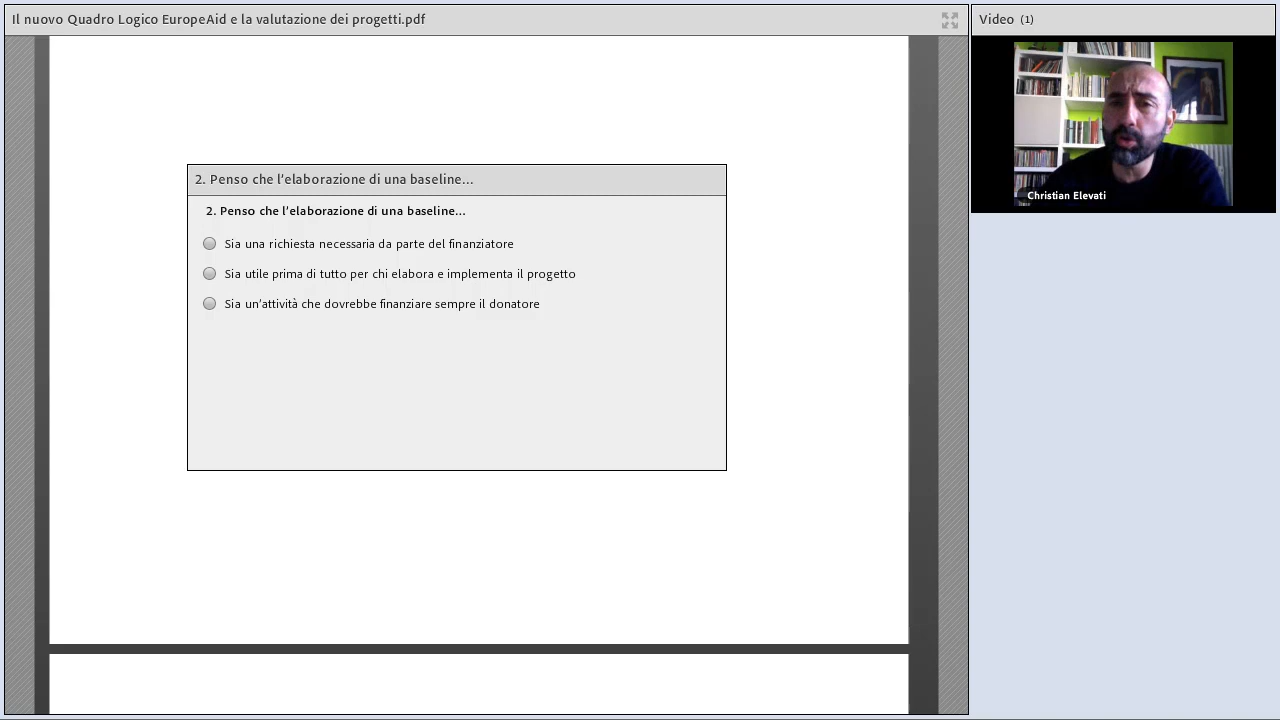 Il nuovo Quadro Logico EuropeAid e la valutazione dei progetti.pdf
Video (1)
Christian Elevati
2. Penso che l’elaborazione di una baseline...
2. Penso che l’elaborazione di una baseline...
Sia una richiesta necessaria da parte del finanziatore
Sia utile prima di tutto per chi elabora e implementa il progetto
Sia un’attività che dovrebbe finanziare sempre il donatore